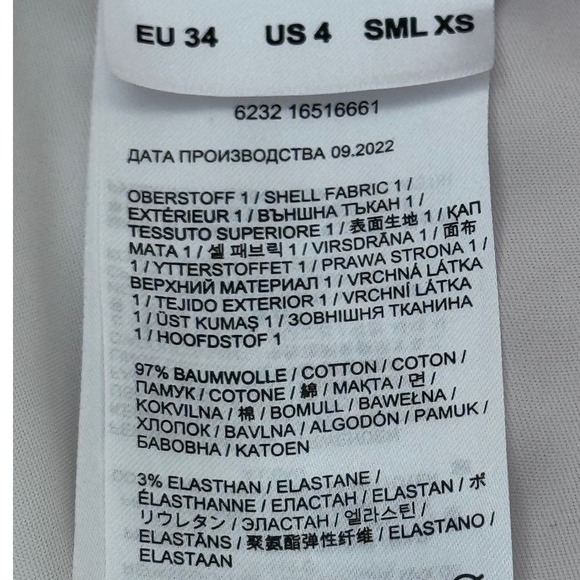 EU 34 US 4 SML XS
6232 16516661
ДАТА ПРОИЗВОДСТВА 09.2022
OBERSTOFF 1 / SHELL FABRIC 1 /
EXTÉRIEUR 1 / ВЪНШНА ТЪКАН 1 /
TESSUTO SUPERIORE 1 / 表面生地 1 / ҚАП
МАТА 1 / 셀 패브릭 1 / VIRSDRĀNA 1 / 面布
1 / YTTERSTOFFET 1 / PRAWA STRONA 1 /
ВЕРХНИЙ МАТЕРИАЛ 1 / VRCHNÁ LÁTKA
1 / TEJIDO EXTERIOR 1 / VRCHNÍ LÁTKA
1 / ÜST KUMAŞ 1 / ЗОВНІШНЯ ТКАНИНА
1 / HOOFDSTOF 1
97% BAUMWOLLE / COTTON / COTON /
ПАМУК / COTONE / 綿 / МАҚТА / 면 /
KOKVILNA / 棉 / BOMULL / BAWEŁNA /
ХЛОПОК / BAVLNA / ALGODÓN / PAMUK /
БАВОВНА / KATOEN
3% ELASTHAN / ELASTANE /
ÉLASTHANNE / ЕЛАСТАН / ELASTAN / ポ
リウレタン / ЭЛАСТАН / 엘라스틴 /
ELASTĀNS / 聚氨酯弹性纤维 / ELASTANO /
ELASTAAN